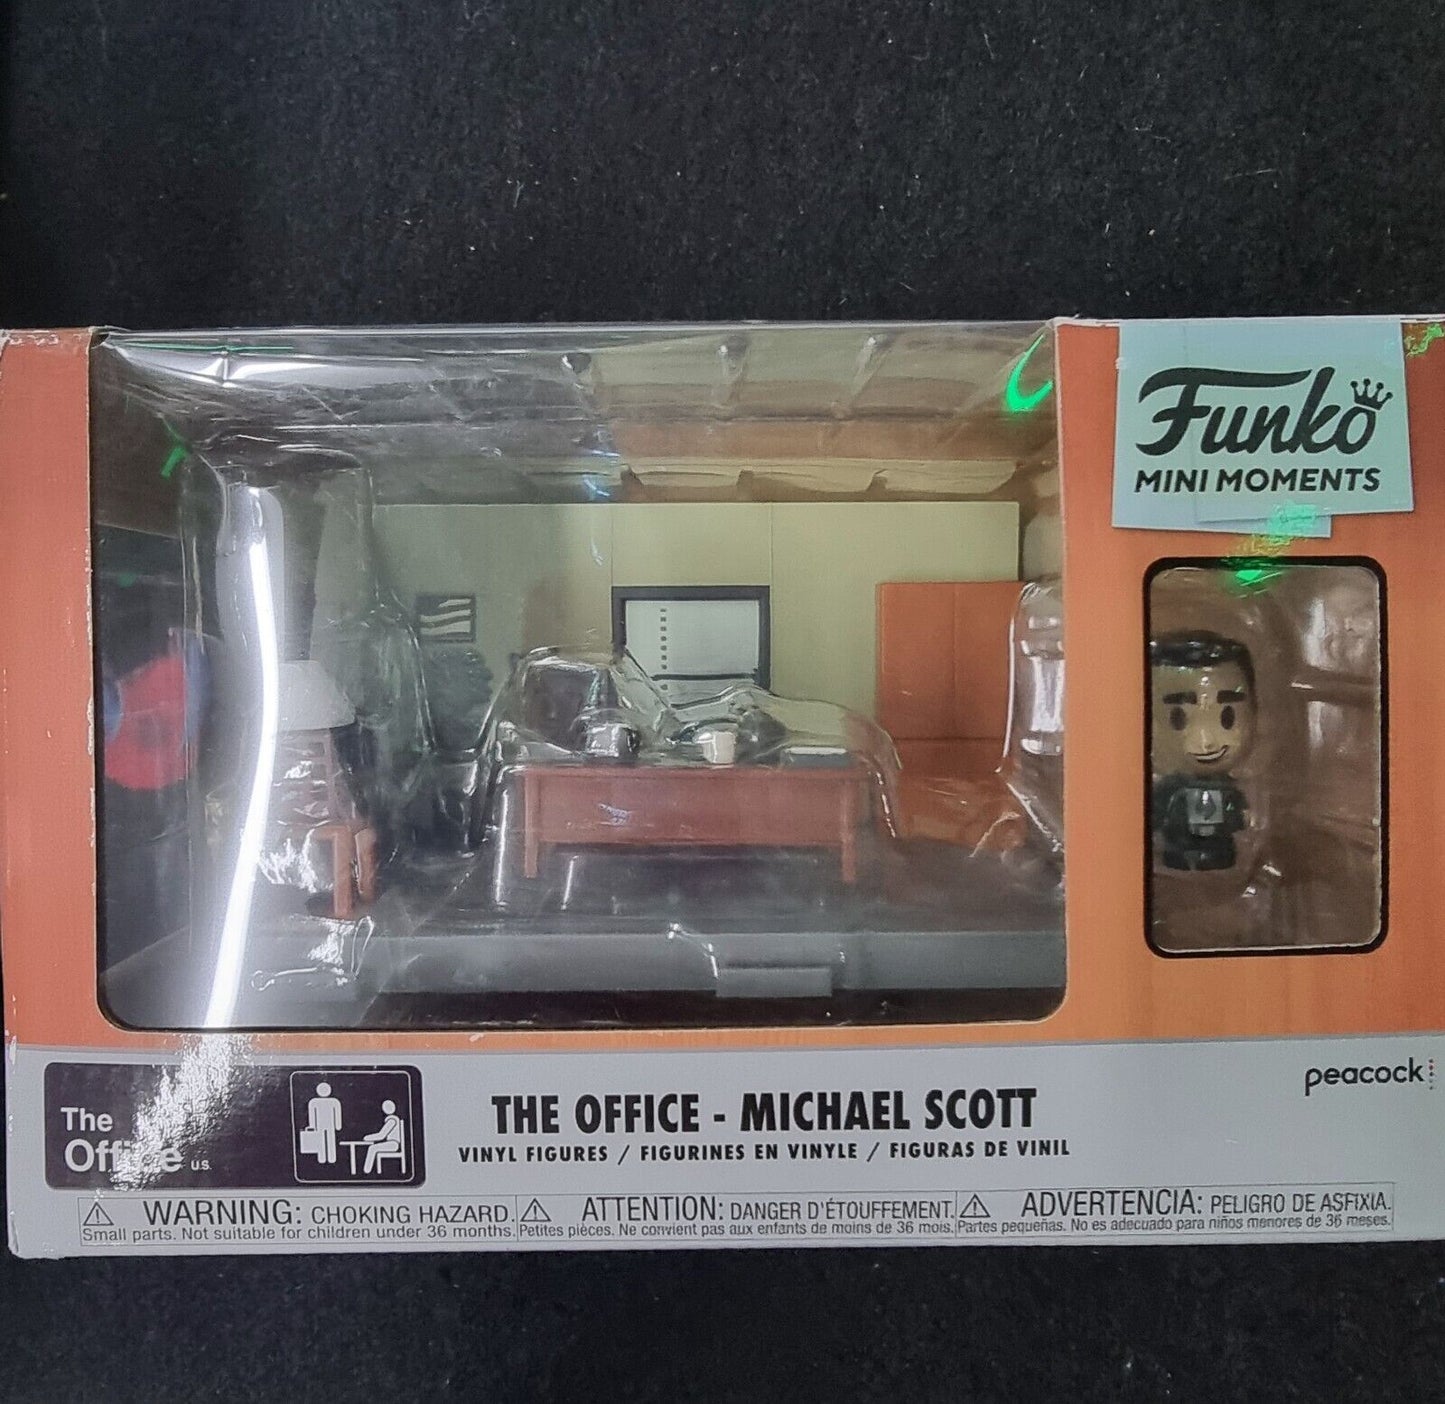 Funko
MINI MOMENTS
peacock
The
Office U.S.
THE OFFICE - MICHAEL SCOTT
VINYL FIGURES / FIGURINES EN VINYLE / FIGURAS DE VINIL
WARNING: CHOKING HAZARD.
Small parts. Not suitable for children under 36 months.
ATTENTION: DANGER D'ÉTOUFFEMENT.
Petites pièces. Ne convient pas aux enfants de moins de 36 mois.
ADVERTENCIA: PELIGRO DE ASFIXIA.
Partes pequeñas. No es adecuado para niños menores de 36 meses.